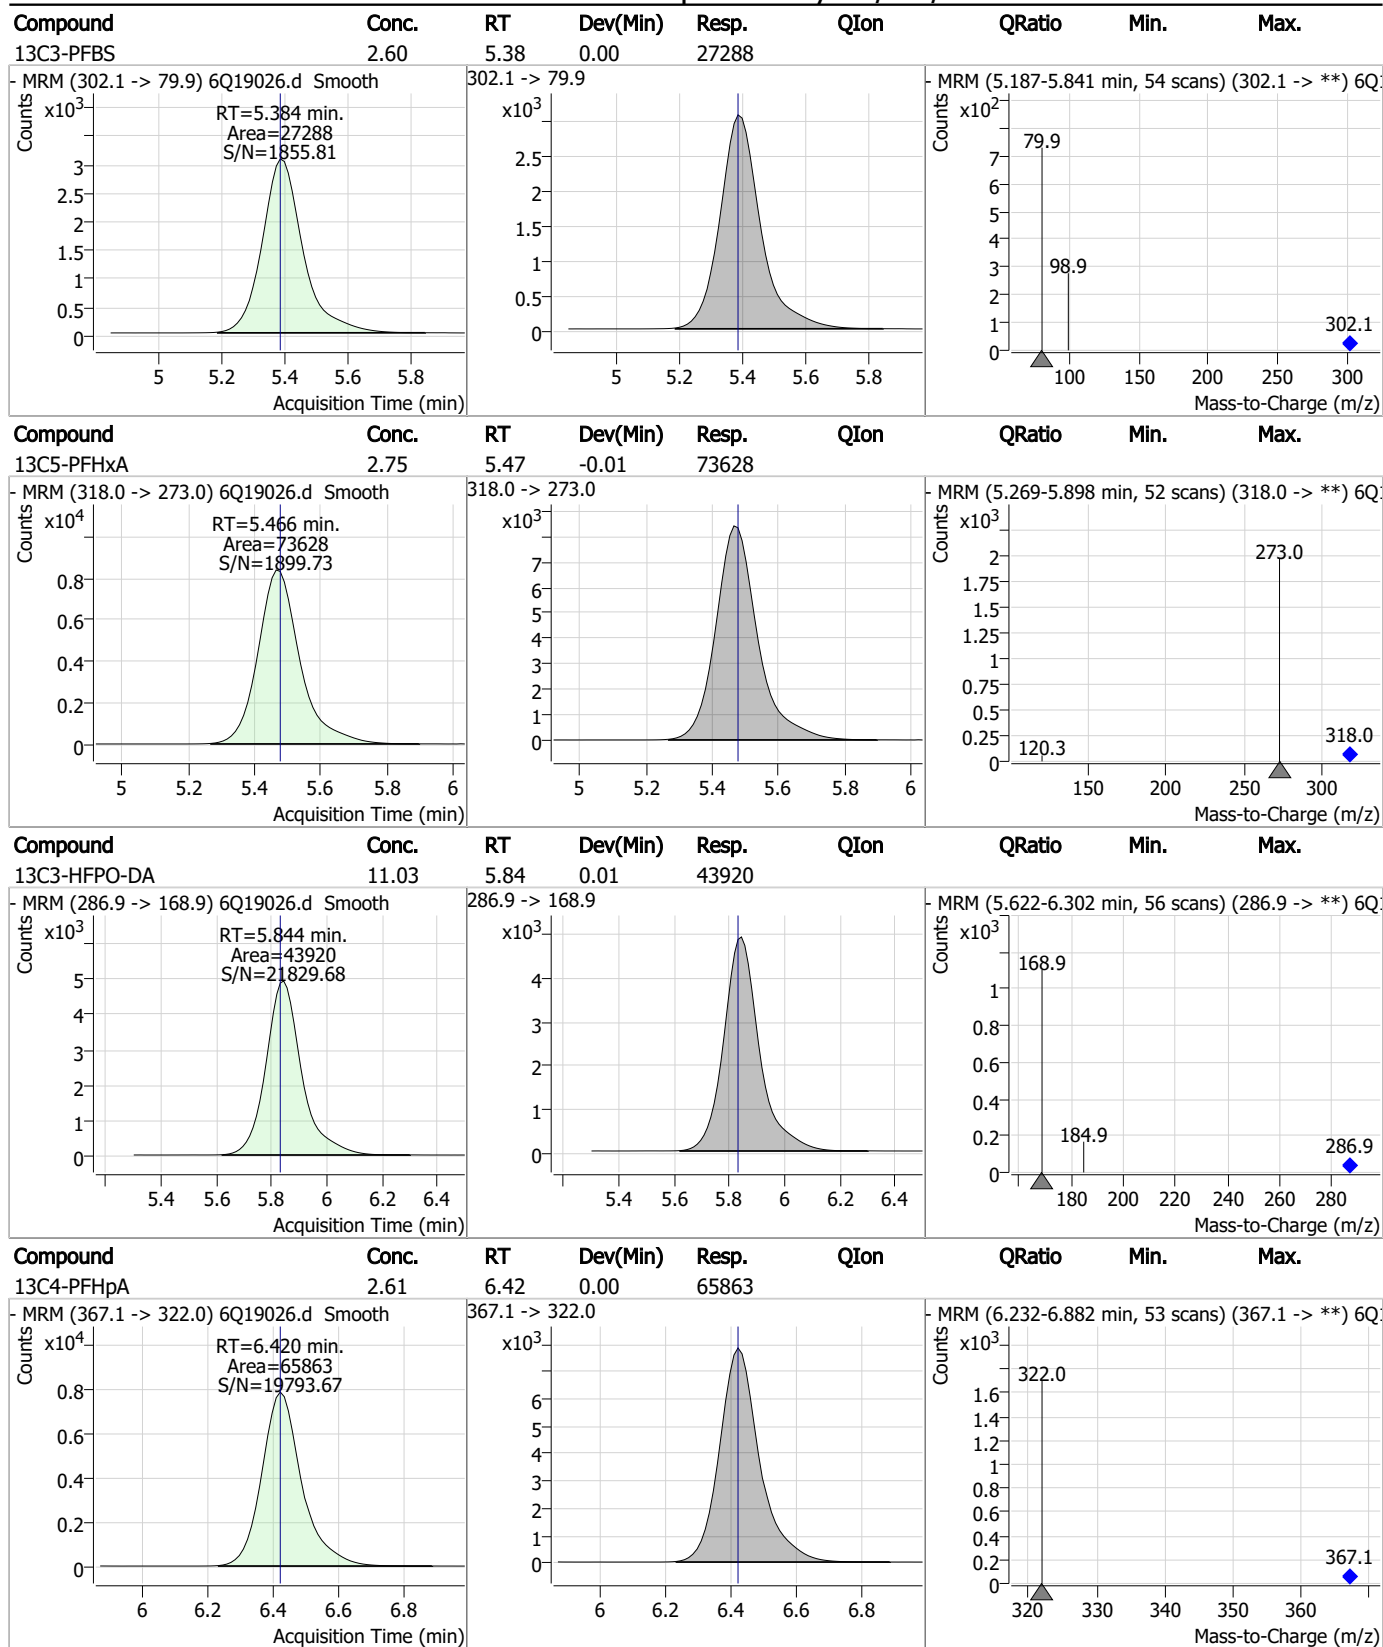 Compound Conc. RT Dev(Min) Resp. QIon QRatio Min. Max.
13C3-PFBS 2.60 5.38 0.00 27288
- MRM (302.1 -> 79.9) 6Q19026.d Smooth
Counts
x10³
RT=5.384 min.
Area=27288
S/N=1855.81
3
2.5
2
1.5
1
0.5
0
5 5.2 5.4 5.6 5.8
Acquisition Time (min)
302.1 -> 79.9
x10³
2.5
2
1.5
1
0.5
0
5 5.2 5.4 5.6 5.8
- MRM (5.187-5.841 min, 54 scans) (302.1 -> **) 6Q
Counts
x10²
79.9
7
6
5
4
3
2
1
0
98.9
302.1
100 150 200 250 300
Mass-to-Charge (m/z)
Compound Conc. RT Dev(Min) Resp. QIon QRatio Min. Max.
13C5-PFHxA 2.75 5.47 -0.01 73628
- MRM (318.0 -> 273.0) 6Q19026.d Smooth
Counts
x10⁴
RT=5.466 min.
Area=73628
S/N=1899.73
0.8
0.6
0.4
0.2
0
5 5.2 5.4 5.6 5.8 6
Acquisition Time (min)
318.0 -> 273.0
x10³
7
6
5
4
3
2
1
0
5 5.2 5.4 5.6 5.8 6
- MRM (5.269-5.898 min, 52 scans) (318.0 -> **) 6Q
Counts
x10³
273.0
2
1.75
1.5
1.25
1
0.75
0.5
0.25
0
120.3
318.0
150 200 250 300
Mass-to-Charge (m/z)
Compound Conc. RT Dev(Min) Resp. QIon QRatio Min. Max.
13C3-HFPO-DA 11.03 5.84 0.01 43920
- MRM (286.9 -> 168.9) 6Q19026.d Smooth
Counts
x10³
RT=5.844 min.
Area=43920
S/N=21829.68
5
4
3
2
1
0
5.4 5.6 5.8 6 6.2 6.4
Acquisition Time (min)
286.9 -> 168.9
x10³
4
3
2
1
0
5.4 5.6 5.8 6 6.2 6.4
- MRM (5.622-6.302 min, 56 scans) (286.9 -> **) 6Q
Counts
x10³
168.9
1
0.8
0.6
0.4
0.2
0
184.9
286.9
180 200 220 240 260 280
Mass-to-Charge (m/z)
Compound Conc. RT Dev(Min) Resp. QIon QRatio Min. Max.
13C4-PFHpA 2.61 6.42 0.00 65863
- MRM (367.1 -> 322.0) 6Q19026.d Smooth
Counts
x10⁴
RT=6.420 min.
Area=65863
S/N=19793.67
0.8
0.6
0.4
0.2
0
6 6.2 6.4 6.6 6.8
Acquisition Time (min)
367.1 -> 322.0
x10³
6
5
4
3
2
1
0
6 6.2 6.4 6.6 6.8
- MRM (6.232-6.882 min, 53 scans) (367.1 -> **) 6Q
Counts
x10³
322.0
1.6
1.4
1.2
1
0.8
0.6
0.4
0.2
0
367.1
320 330 340 350 360
Mass-to-Charge (m/z)